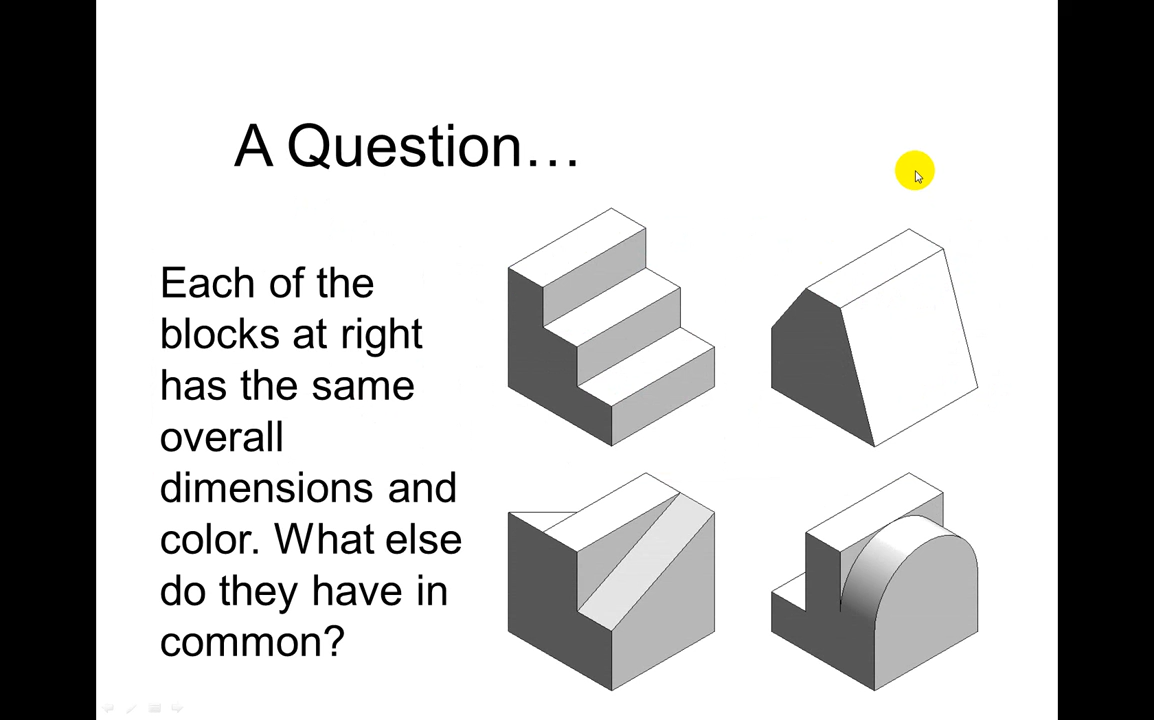 A Question…
Each of the
blocks at right
has the same
overall
dimensions and
color. What else
do they have in
common?